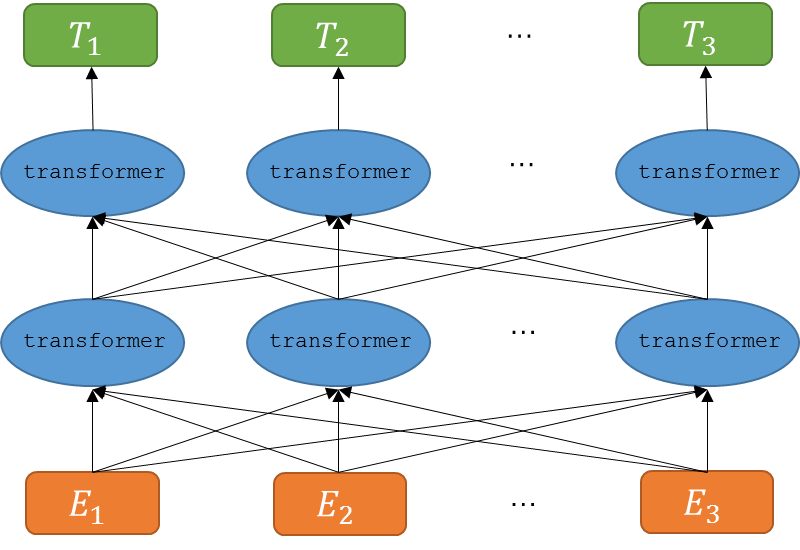 T₁ T₂ ... T₃
transformer transformer ... transformer
transformer transformer ... transformer
E₁ E₂ ... E₃